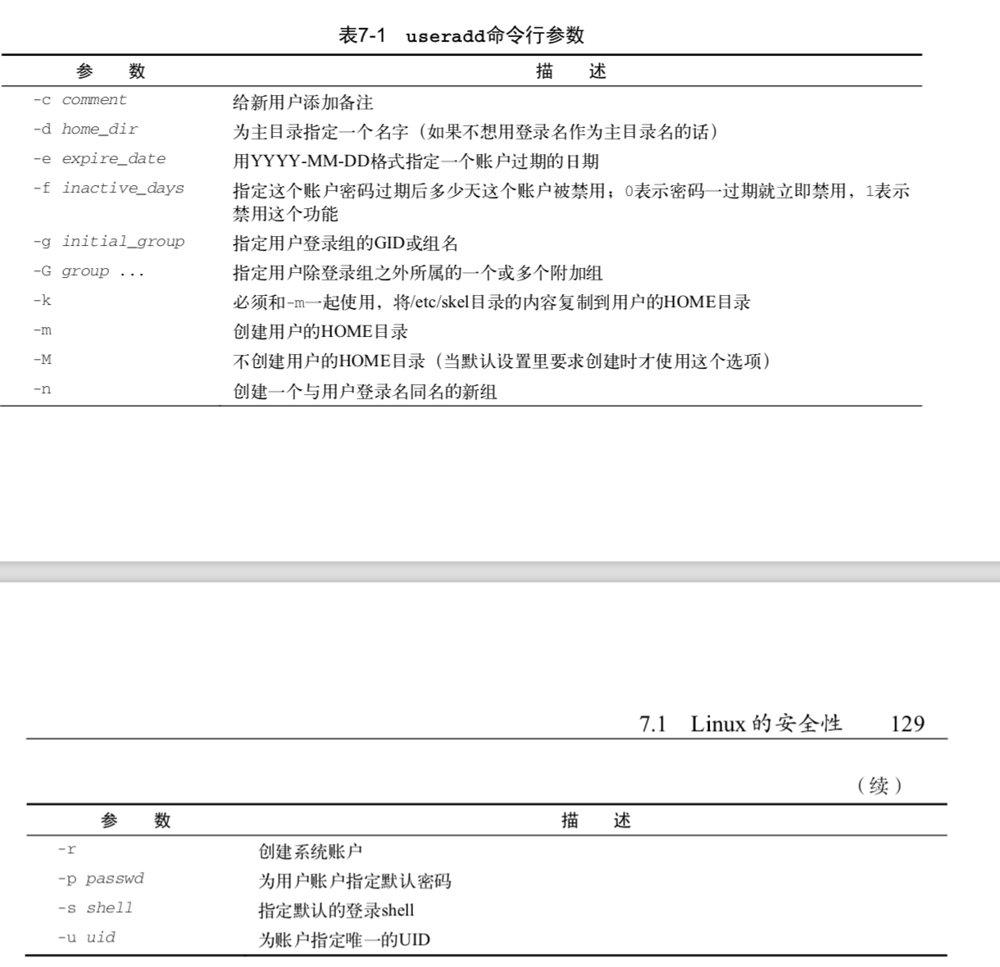 表7-1 useradd命令行参数
参 数 描 述
-c comment 给新用户添加备注
-d home_dir 为主目录指定一个名字（如果不想用登录名作为主目录名的话）
-e expire_date 用YYYY-MM-DD格式指定一个账户过期的日期
-f inactive_days 指定这个账户密码过期后多少天这个账户被禁用；0表示密码一过期就立即禁用，1表示
禁用这个功能
-g initial_group 指定用户登录组的GID或组名
-G group ... 指定用户除登录组之外所属的一个或多个附加组
-k 必须和-m一起使用，将/etc/skel目录的内容复制到用户的HOME目录
-m 创建用户的HOME目录
-M 不创建用户的HOME目录（当默认设置里要求创建时才使用这个选项）
-n 创建一个与用户登录名同名的新组
7.1 Linux 的安全性 129
（续）
参 数 描 述
-r 创建系统账户
-p passwd 为用户账户指定默认密码
-s shell 指定默认的登录shell
-u uid 为账户指定唯一的UID